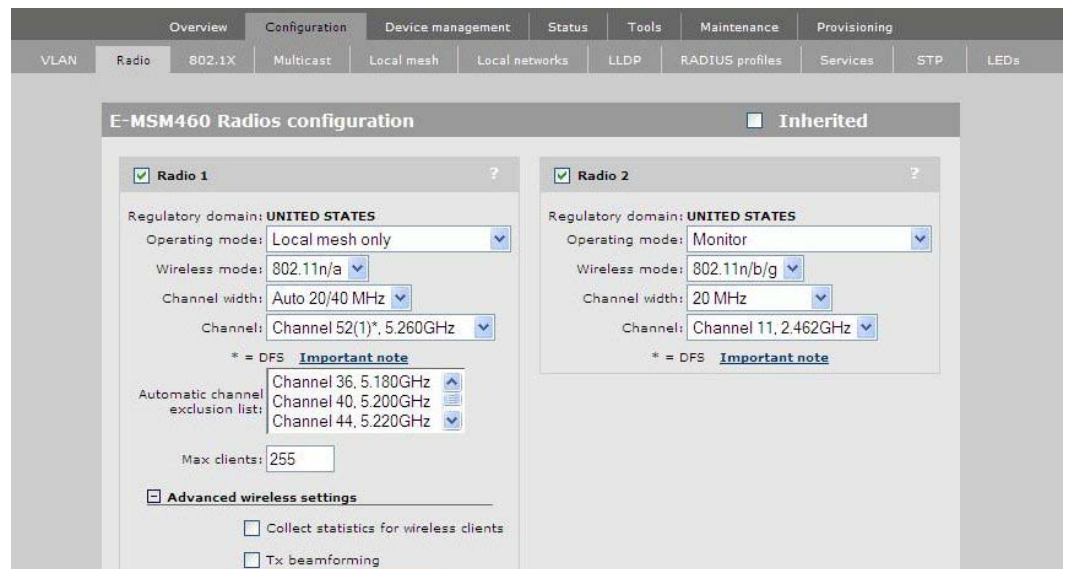 Overview Configuration Device management Status Tools Maintenance Provisioning
VLAN Radio 802.1X Multicast Local mesh Local networks LLDP RADIUS profiles Services STP LEDs
E-MSM460 Radios configuration Inherited
Radio 1 ?
Regulatory domain: UNITED STATES
Operating mode: Local mesh only
Wireless mode: 802.11n/a
Channel width: Auto 20/40 MHz
Channel: Channel 52(1)*, 5.260GHz
* = DFS Important note
Automatic channel exclusion list:
Channel 36, 5.180GHz
Channel 40, 5.200GHz
Channel 44, 5.220GHz
Max clients: 255
Advanced wireless settings
Collect statistics for wireless clients
Tx beamforming
Radio 2 ?
Regulatory domain: UNITED STATES
Operating mode: Monitor
Wireless mode: 802.11n/b/g
Channel width: 20 MHz
Channel: Channel 11, 2.462GHz
* = DFS Important note